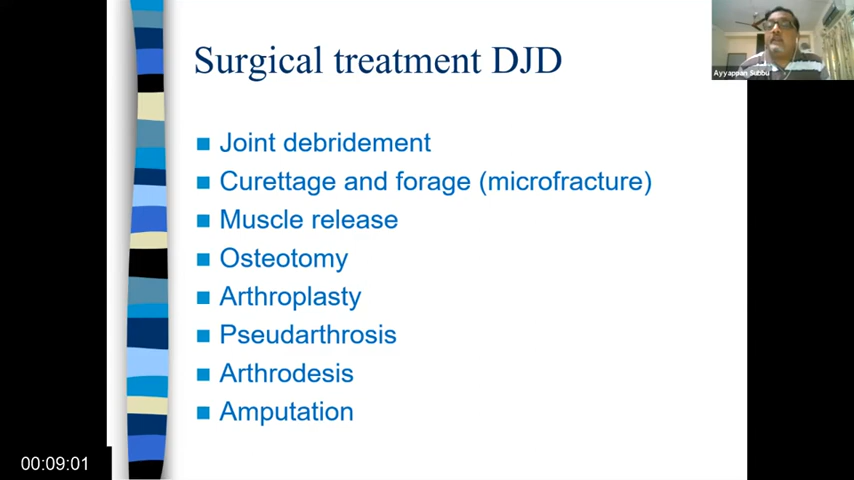 Surgical treatment DJD
Ayyappan Subbu
Joint debridement
Curettage and forage (microfracture)
Muscle release
Osteotomy
Arthroplasty
Pseudarthrosis
Arthrodesis
Amputation
00:09:01